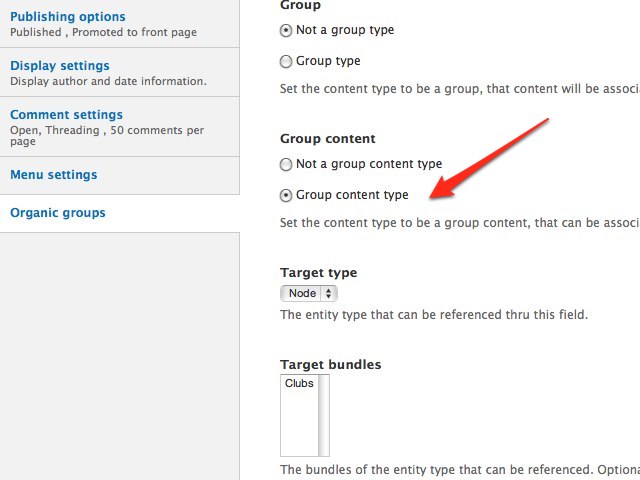 Publishing options
Published , Promoted to front page
Display settings
Display author and date information.
Comment settings
Open, Threading , 50 comments per
page
Menu settings
Organic groups
Group
Not a group type
Group type
Set the content type to be a group, that content will be associ
Group content
Not a group content type
Group content type
Set the content type to be a group content, that can be associ
Target type
Node
The entity type that can be referenced thru this field.
Target bundles
Clubs
The bundles of the entity type that can be referenced. Optiona